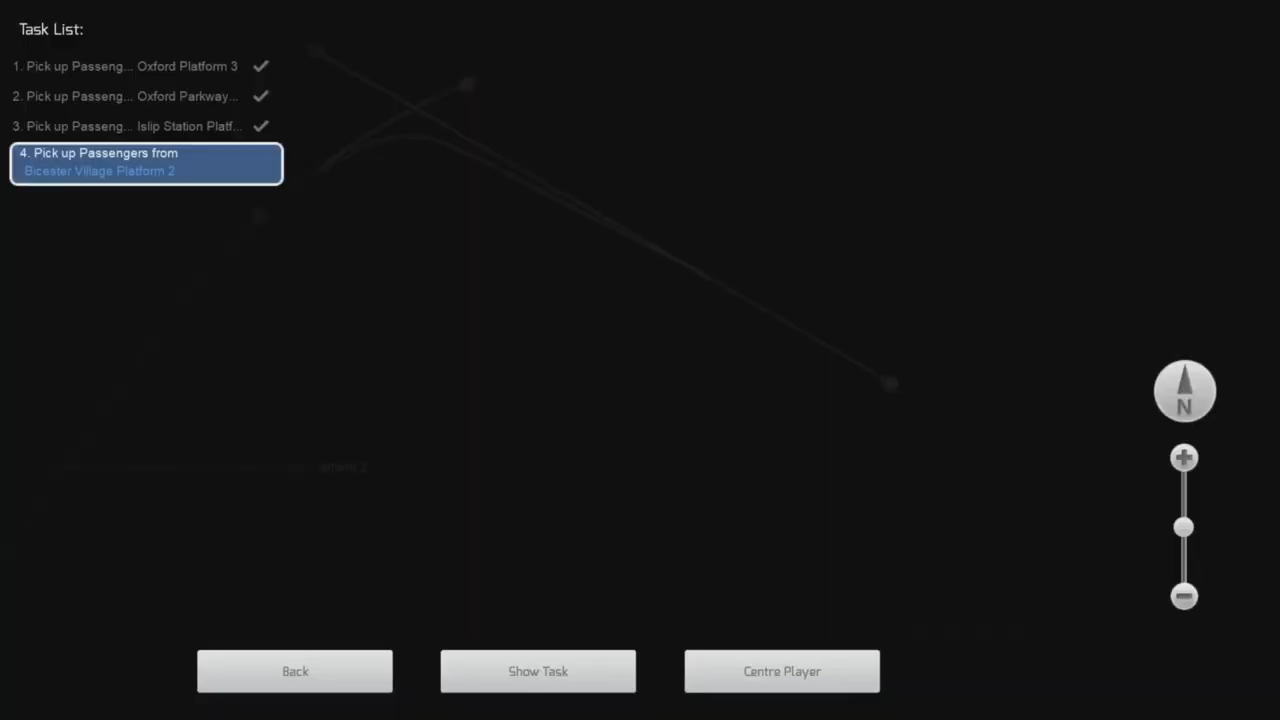 Task List:
1. Pick up Passeng... Oxford Platform 3
2. Pick up Passeng... Oxford Parkway...
3. Pick up Passeng... Islip Station Platf...
4. Pick up Passengers from
Bicester Village Platform 2
N
Back
Show Task
Centre Player